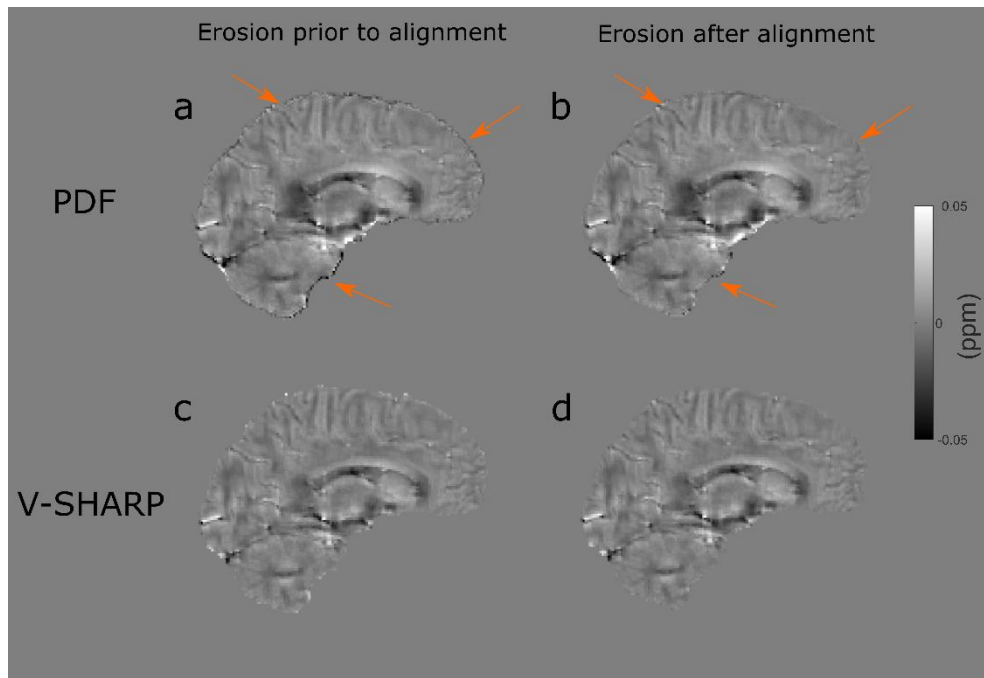 Erosion prior to alignment
Erosion after alignment
a
b
PDF
0.05
0
-0.05
(ppm)
c
d
V-SHARP